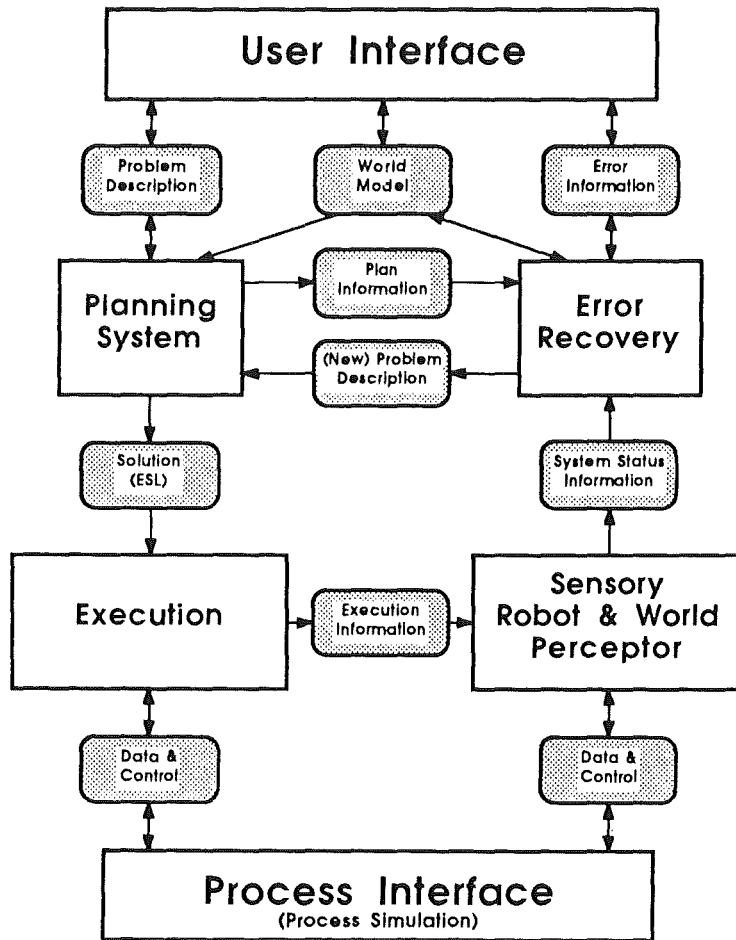 User Interface
Problem
Description
World
Model
Error
Information
Planning
System
Plan
Information
Error
Recovery
(New) Problem
Description
Solution
(ESL)
System Status
Information
Execution
Execution
Information
Sensory
Robot & World
Perceptor
Data &
Control
Data &
Control
Process Interface
(Process Simulation)